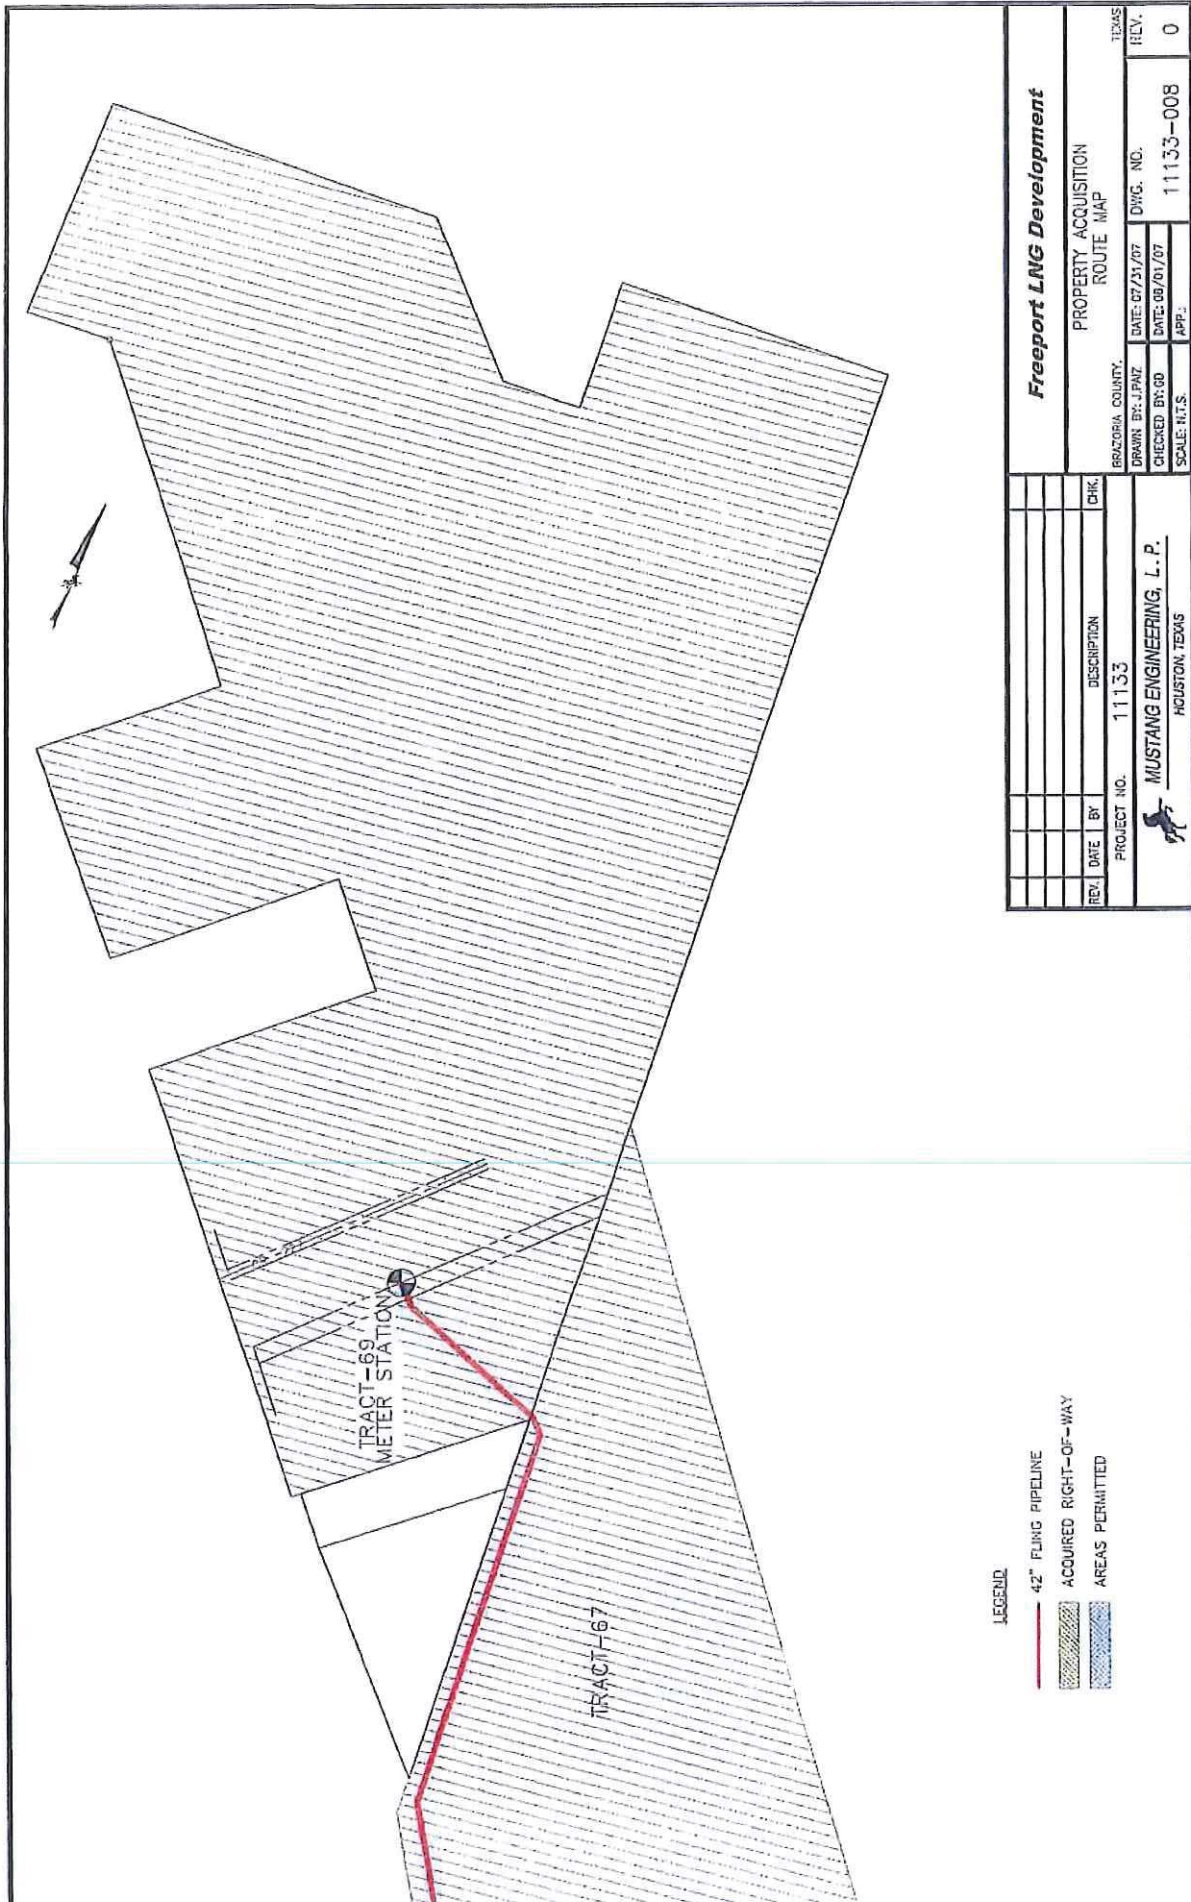 TRACT-69
METER STATION
TRACT-67
LEGEND
42" FLNG PIPELINE
ACQUIRED RIGHT-OF-WAY
AREAS PERMITTED
REV. DATE BY DESCRIPTION CHK.
PROJECT NO. 11133
MUSTANG ENGINEERING, L.P.
HOUSTON, TEXAS
Freeport LNG Development
PROPERTY ACQUISITION
ROUTE MAP
BRAZORIA COUNTY, TEXAS
DRAWN BY: J.PAIZ DATE: 07/31/07 DWG. NO. REV.
CHECKED BY: GD DATE: 08/01/07 11133-008 0
SCALE: N.T.S. APP.: